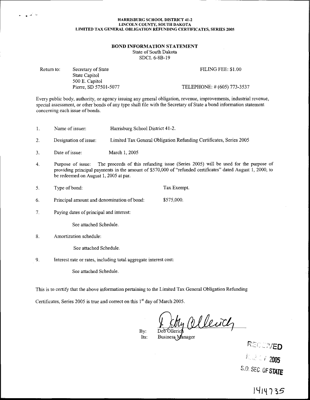 HARRISBURG SCHOOL DISTRICT 41-2
LINCOLN COUNTY, SOUTH DAKOTA
LIMITED TAX GENERAL OBLIGATION REFUNDING CERTIFICATES, SERIES 2005
BOND INFORMATION STATEMENT
State of South Dakota
SDCL 6-8B-19
Return to: Secretary of State FILING FEE: $1.00
State Capitol
500 E. Capitol
Pierre, SD 57501-5077 TELEPHONE: # (605) 773-3537
Every public body, authority, or agency issuing any general obligation, revenue, improvements, industrial revenue,
special assessment, or other bonds of any type shall file with the Secretary of State a bond information statement
concerning each issue of bonds.
1. Name of issuer: Harrisburg School District 41-2.
2. Designation of issue: Limited Tax General Obligation Refunding Certificates, Series 2005
3. Date of issue: March 1, 2005
4. Purpose of issue: The proceeds of this refunding issue (Series 2005) will be used for the purpose of
providing principal payments in the amount of $570,000 of "refunded certificates" dated August 1, 2000, to
be redeemed on August 1, 2005 at par.
5. Type of bond: Tax Exempt.
6. Principal amount and denomination of bond: $575,000.
7. Paying dates of principal and interest:
See attached Schedule.
8. Amortization schedule:
See attached Schedule.
9. Interest rate or rates, including total aggregate interest cost:
See attached Schedule.
This is to certify that the above information pertaining to the Limited Tax General Obligation Refunding
Certificates, Series 2005 is true and correct on this 1st day of March 2005.
Deby Ollerich
By: Deb Ollerich
Its: Business Manager
RECEIVED
2005
S.D. SEC. OF STATE
1414735